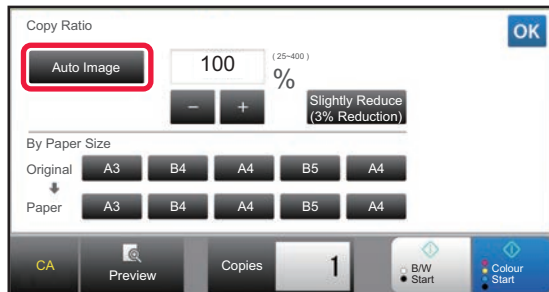 Copy Ratio
OK
Auto Image
100
(25~400)
%
−
+
Slightly Reduce
(3% Reduction)
By Paper Size
Original A3 B4 A4 B5 A4
Paper A3 B4 A4 B5 A4
CA
Preview
Copies
1
B/W
Start
Colour
Start